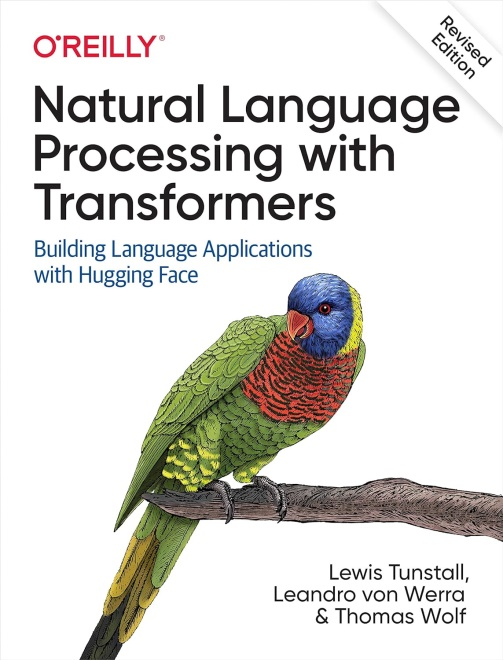 O'REILLY®
Revised
Edition
Natural Language
Processing with
Transformers
Building Language Applications
with Hugging Face
Lewis Tunstall,
Leandro von Werra
& Thomas Wolf